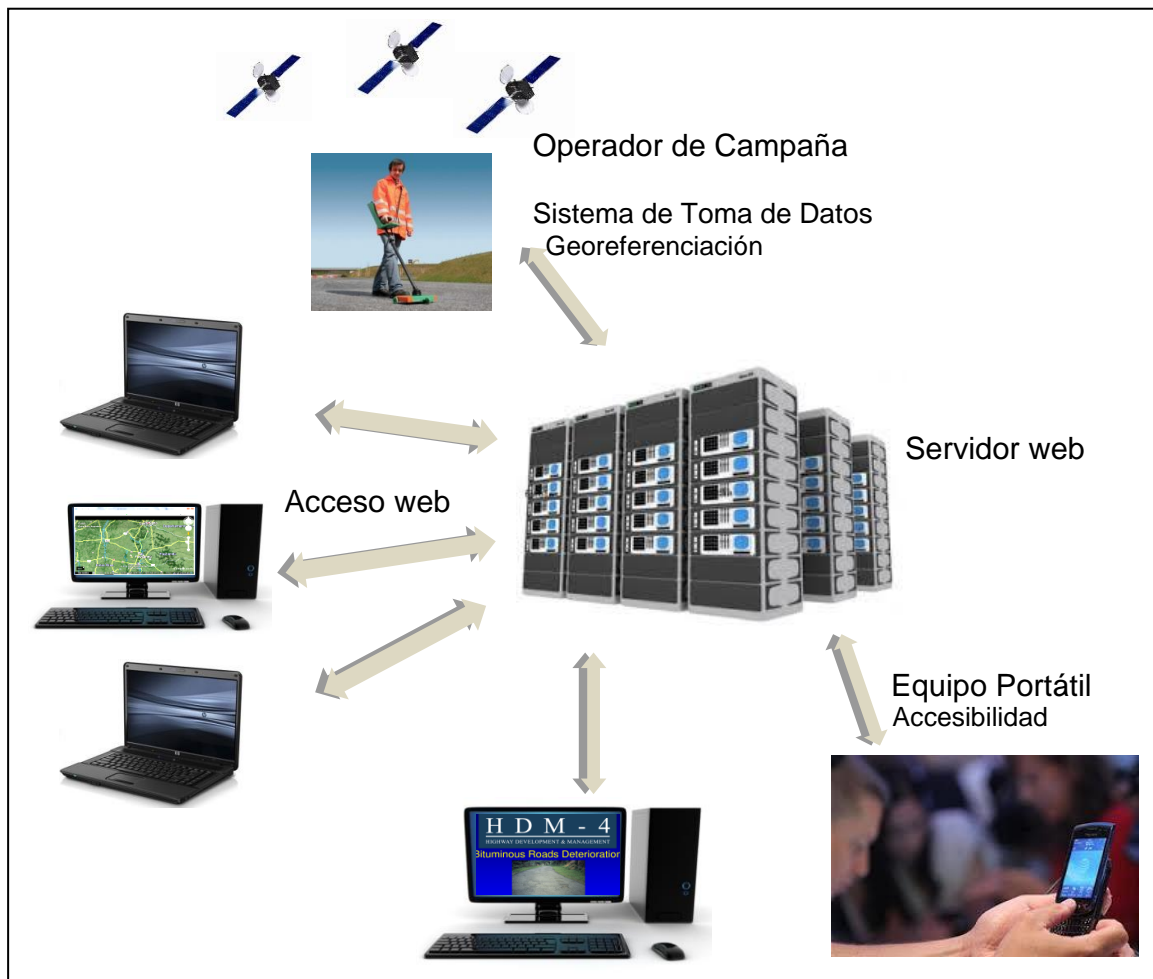 Operador de Campaña
Sistema de Toma de Datos
Georeferenciación
Servidor web
Acceso web
Equipo Portátil
Accesibilidad
HDM-4
HIGHWAY DEVELOPMENT & MANAGEMENT
Bituminous Roads Deterioration